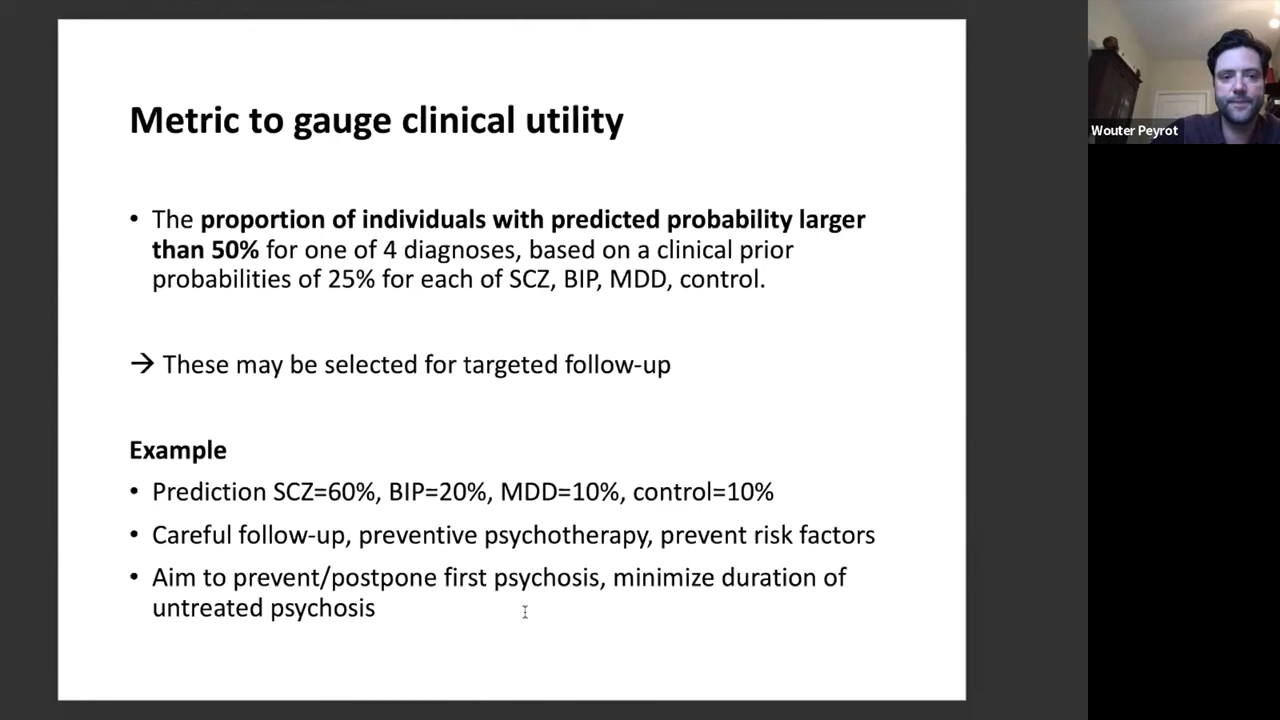 Metric to gauge clinical utility
• The proportion of individuals with predicted probability larger
than 50% for one of 4 diagnoses, based on a clinical prior
probabilities of 25% for each of SCZ, BIP, MDD, control.
→ These may be selected for targeted follow-up
Example
• Prediction SCZ=60%, BIP=20%, MDD=10%, control=10%
• Careful follow-up, preventive psychotherapy, prevent risk factors
• Aim to prevent/postpone first psychosis, minimize duration of
untreated psychosis
Wouter Peyrot